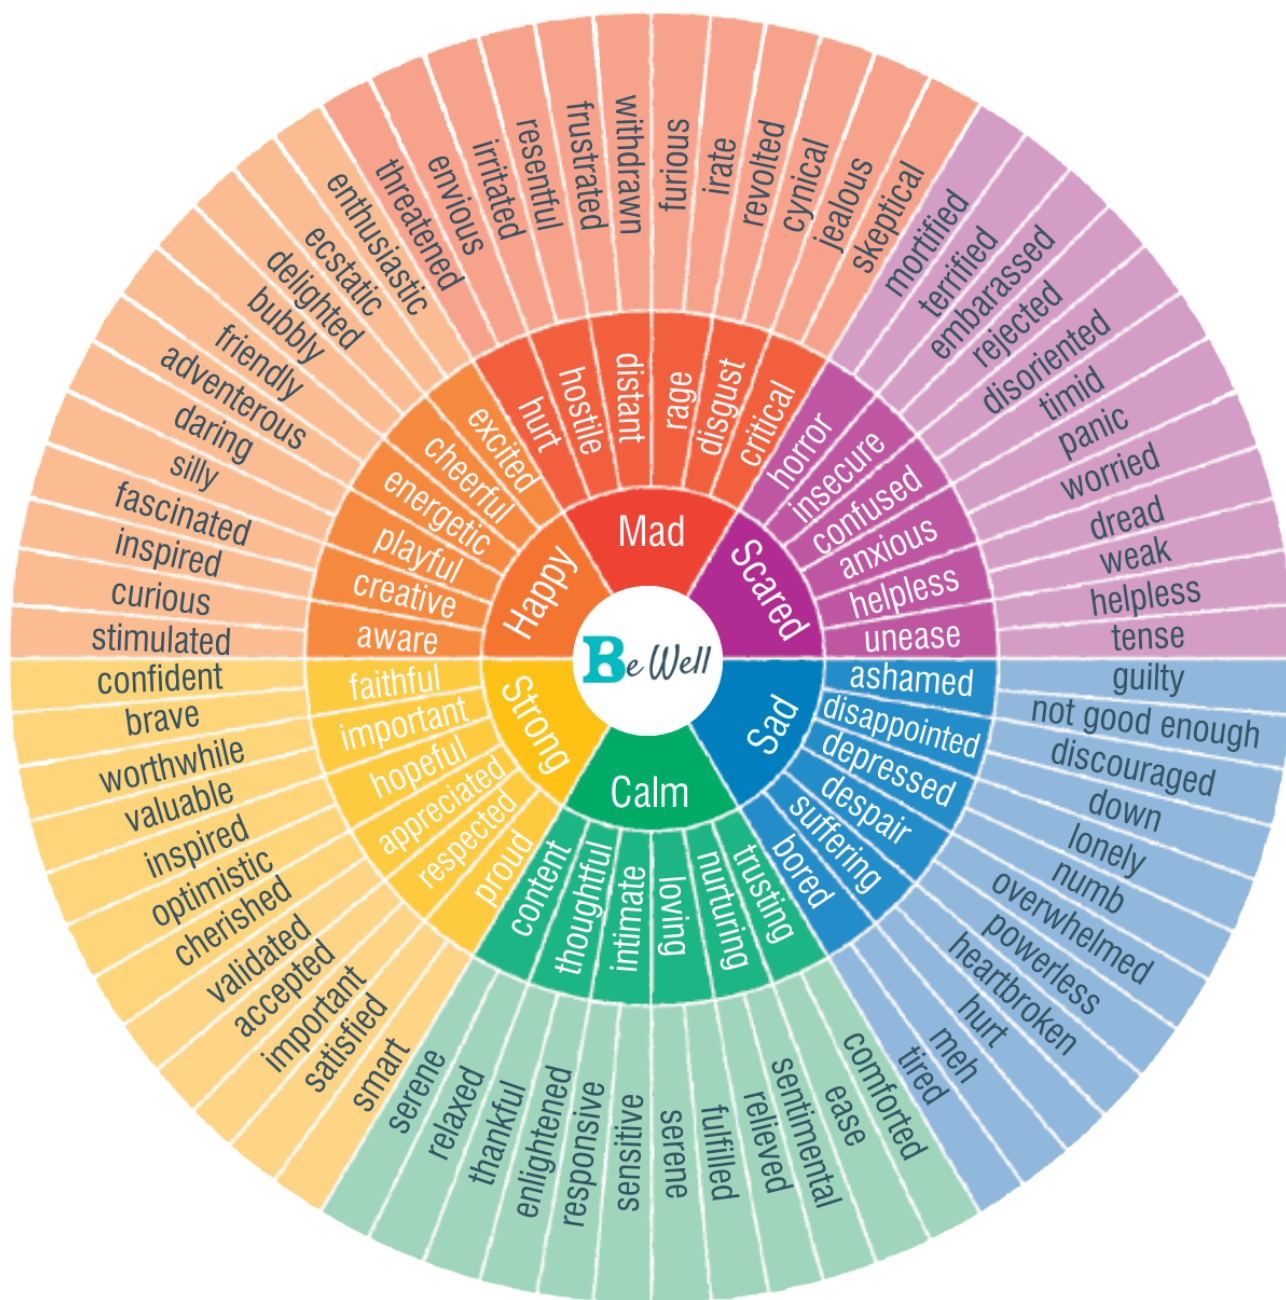 Be Well
Mad
hurt
hostile
distant
rage
disgust
critical
threatened
envious
irritated
resentful
frustrated
withdrawn
furious
irate
revolted
cynical
jealous
skeptical
Scared
horror
insecure
confused
anxious
helpless
unease
mortified
terrified
embarassed
rejected
disoriented
timid
panic
worried
dread
weak
helpless
tense
Sad
ashamed
disappointed
depressed
despair
suffering
bored
guilty
not good enough
discouraged
down
lonely
numb
overwhelmed
powerless
heartbroken
hurt
meh
tired
Calm
trusting
nurturing
loving
intimate
thoughtful
content
comforted
ease
sentimental
relieved
fulfilled
serene
sensitive
responsive
enlightened
thankful
relaxed
serene
Strong
proud
respected
appreciated
hopeful
important
faithful
smart
satisfied
important
accepted
validated
cherished
optimistic
inspired
valuable
worthwhile
brave
confident
Happy
aware
creative
playful
energetic
cheerful
excited
stimulated
curious
inspired
fascinated
silly
daring
adventerous
friendly
bubbly
delighted
ecstatic
enthusiastic